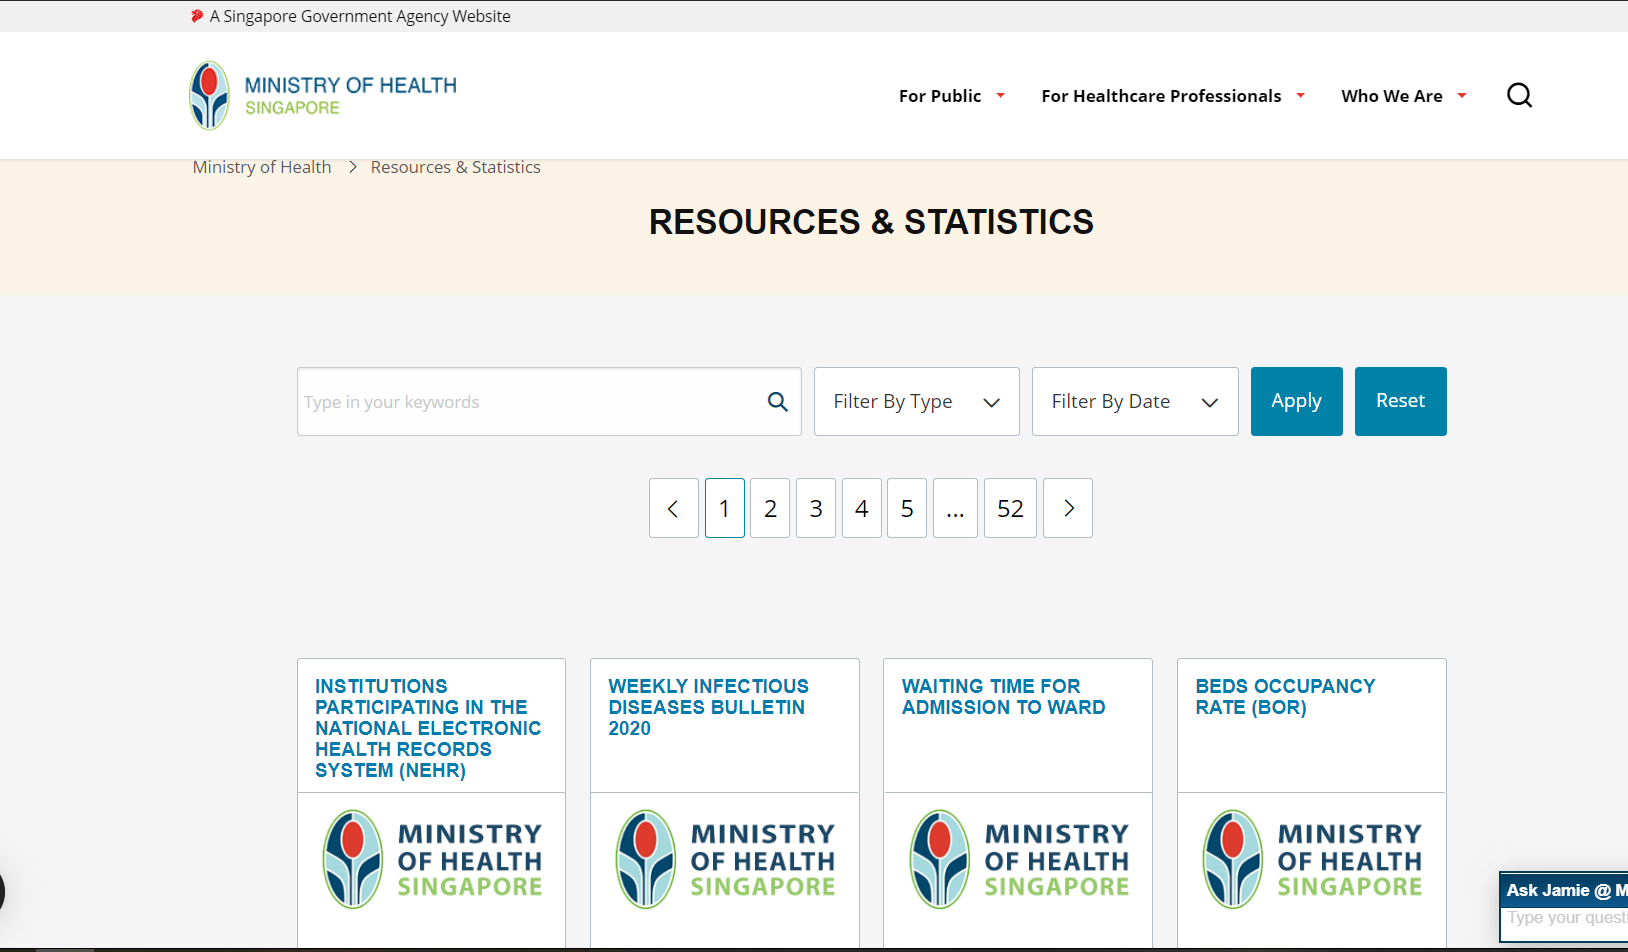 A Singapore Government Agency Website
MINISTRY OF HEALTH
SINGAPORE
For Public
For Healthcare Professionals
Who We Are
Ministry of Health > Resources & Statistics
RESOURCES & STATISTICS
Type in your keywords
Filter By Type
Filter By Date
Apply
Reset
< 1 2 3 4 5 ... 52 >
INSTITUTIONS
PARTICIPATING IN THE
NATIONAL ELECTRONIC
HEALTH RECORDS
SYSTEM (NEHR)
MINISTRY
OF HEALTH
SINGAPORE
WEEKLY INFECTIOUS
DISEASES BULLETIN
2020
MINISTRY
OF HEALTH
SINGAPORE
WAITING TIME FOR
ADMISSION TO WARD
MINISTRY
OF HEALTH
SINGAPORE
BEDS OCCUPANCY
RATE (BOR)
MINISTRY
OF HEALTH
SINGAPORE
Ask Jamie @ M
Type your questi